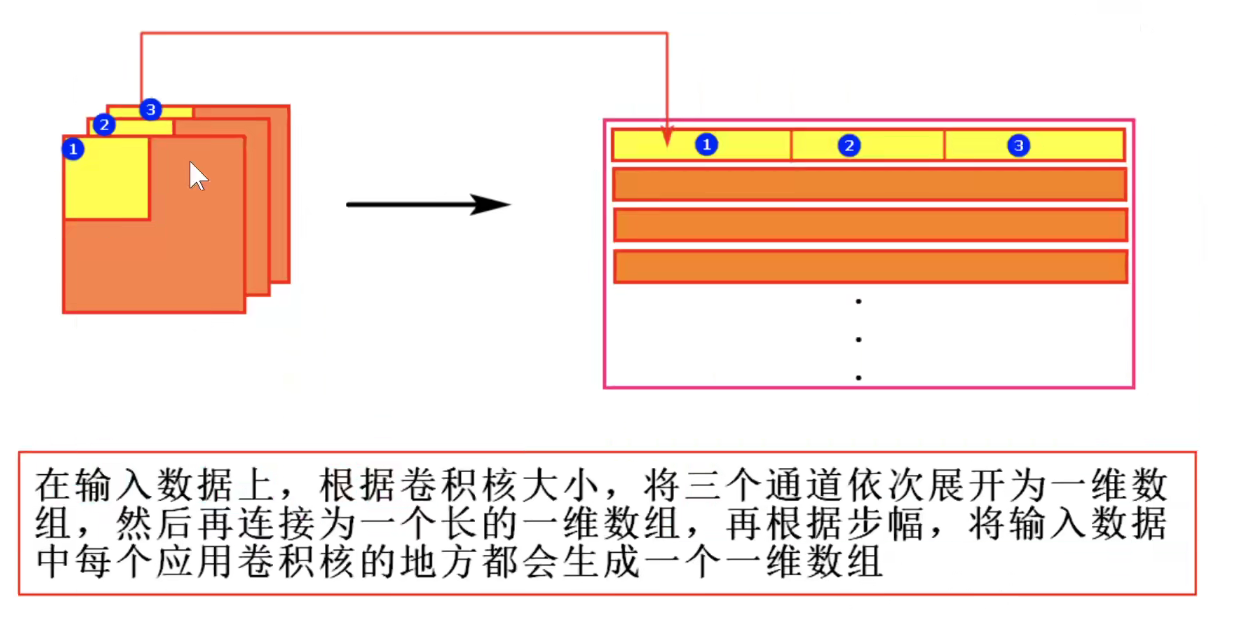 3
2
1
1 2 3
在输入数据上，根据卷积核大小，将三个通道依次展开为一维数
组，然后再连接为一个长的一维数组，再根据步幅，将输入数据
中每个应用卷积核的地方都会生成一个一维数组